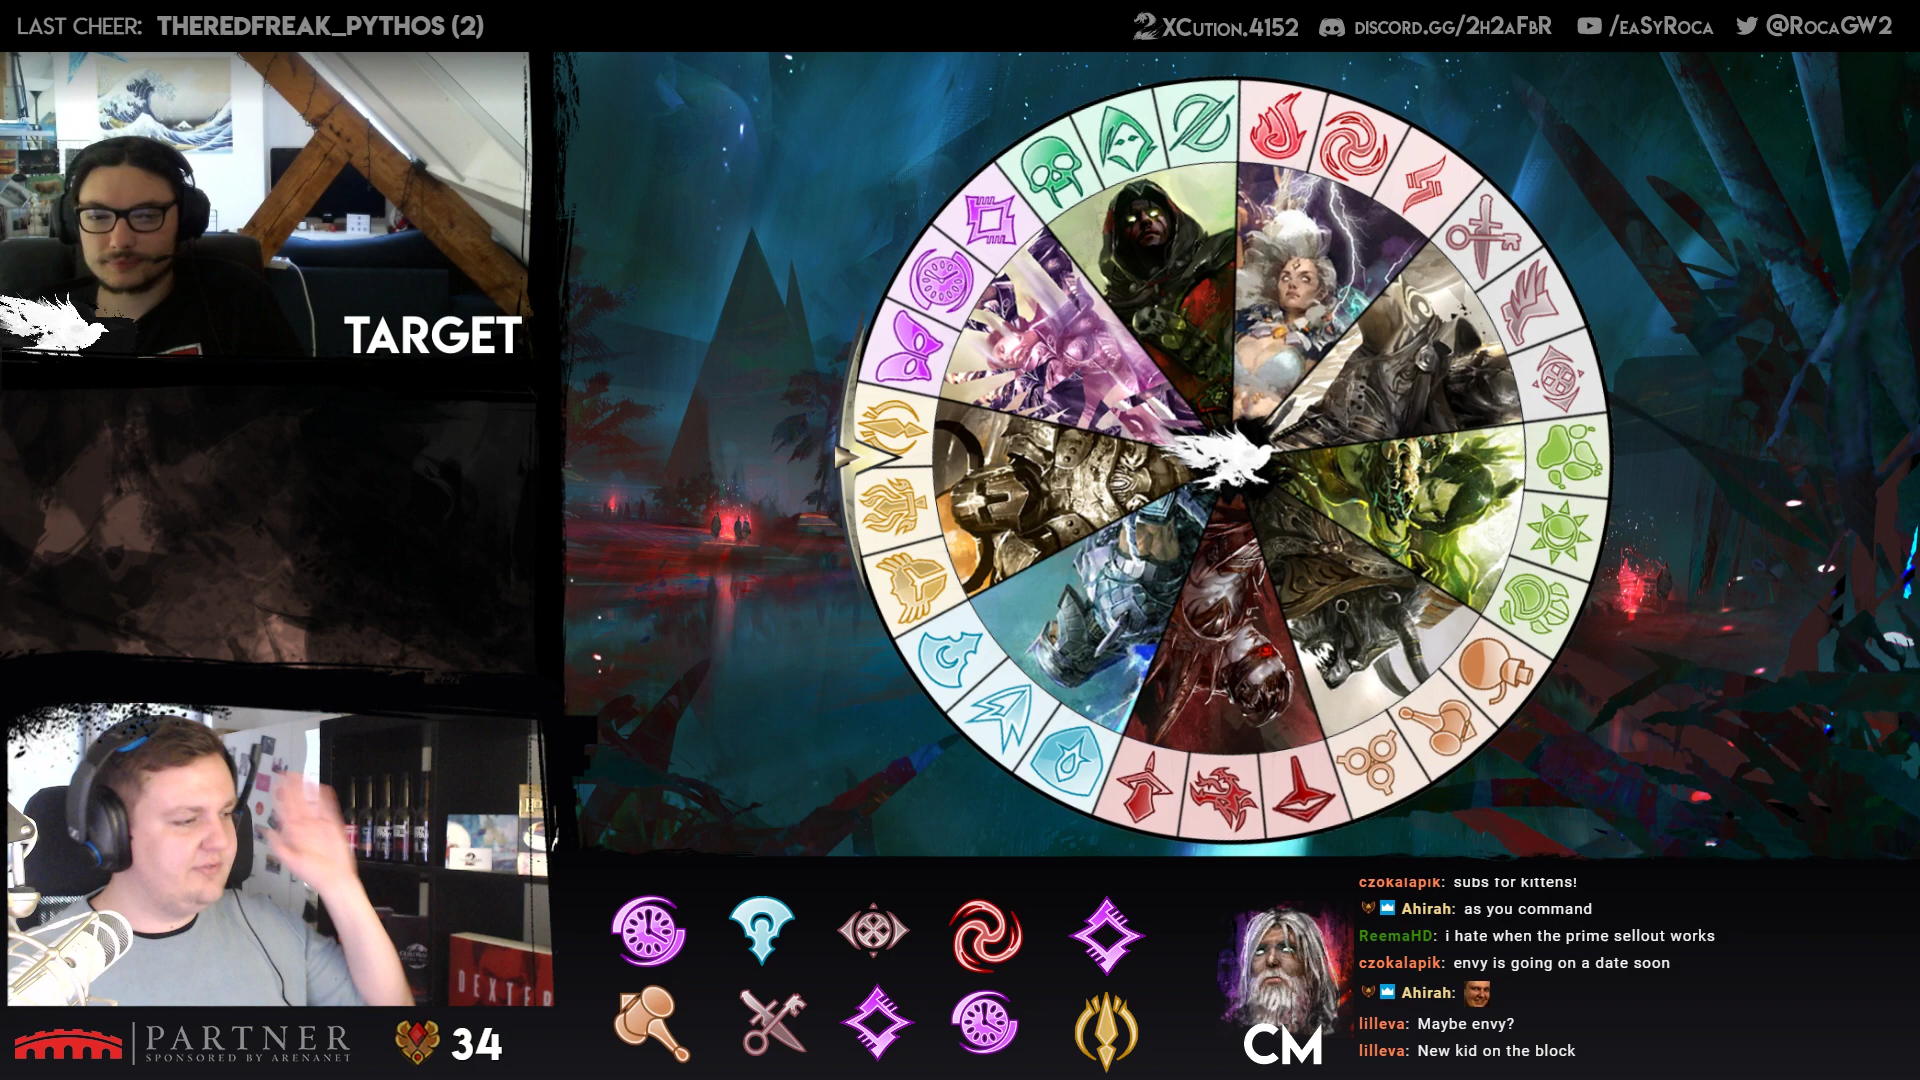 LAST CHEER: THEREDFREAK_PYTHOS (2)
XCution.4152
discord.gg/2h2aFbR
/eaSyRoca
@RocaGW2
TARGET
DEXTER
PARTNER
SPONSORED BY ARENANET
34
CM
czokalapik: subs for kittens!
Ahirah: as you command
ReemaHD: i hate when the prime sellout works
czokalapik: envy is going on a date soon
Ahirah:
lilleva: Maybe envy?
lilleva: New kid on the block